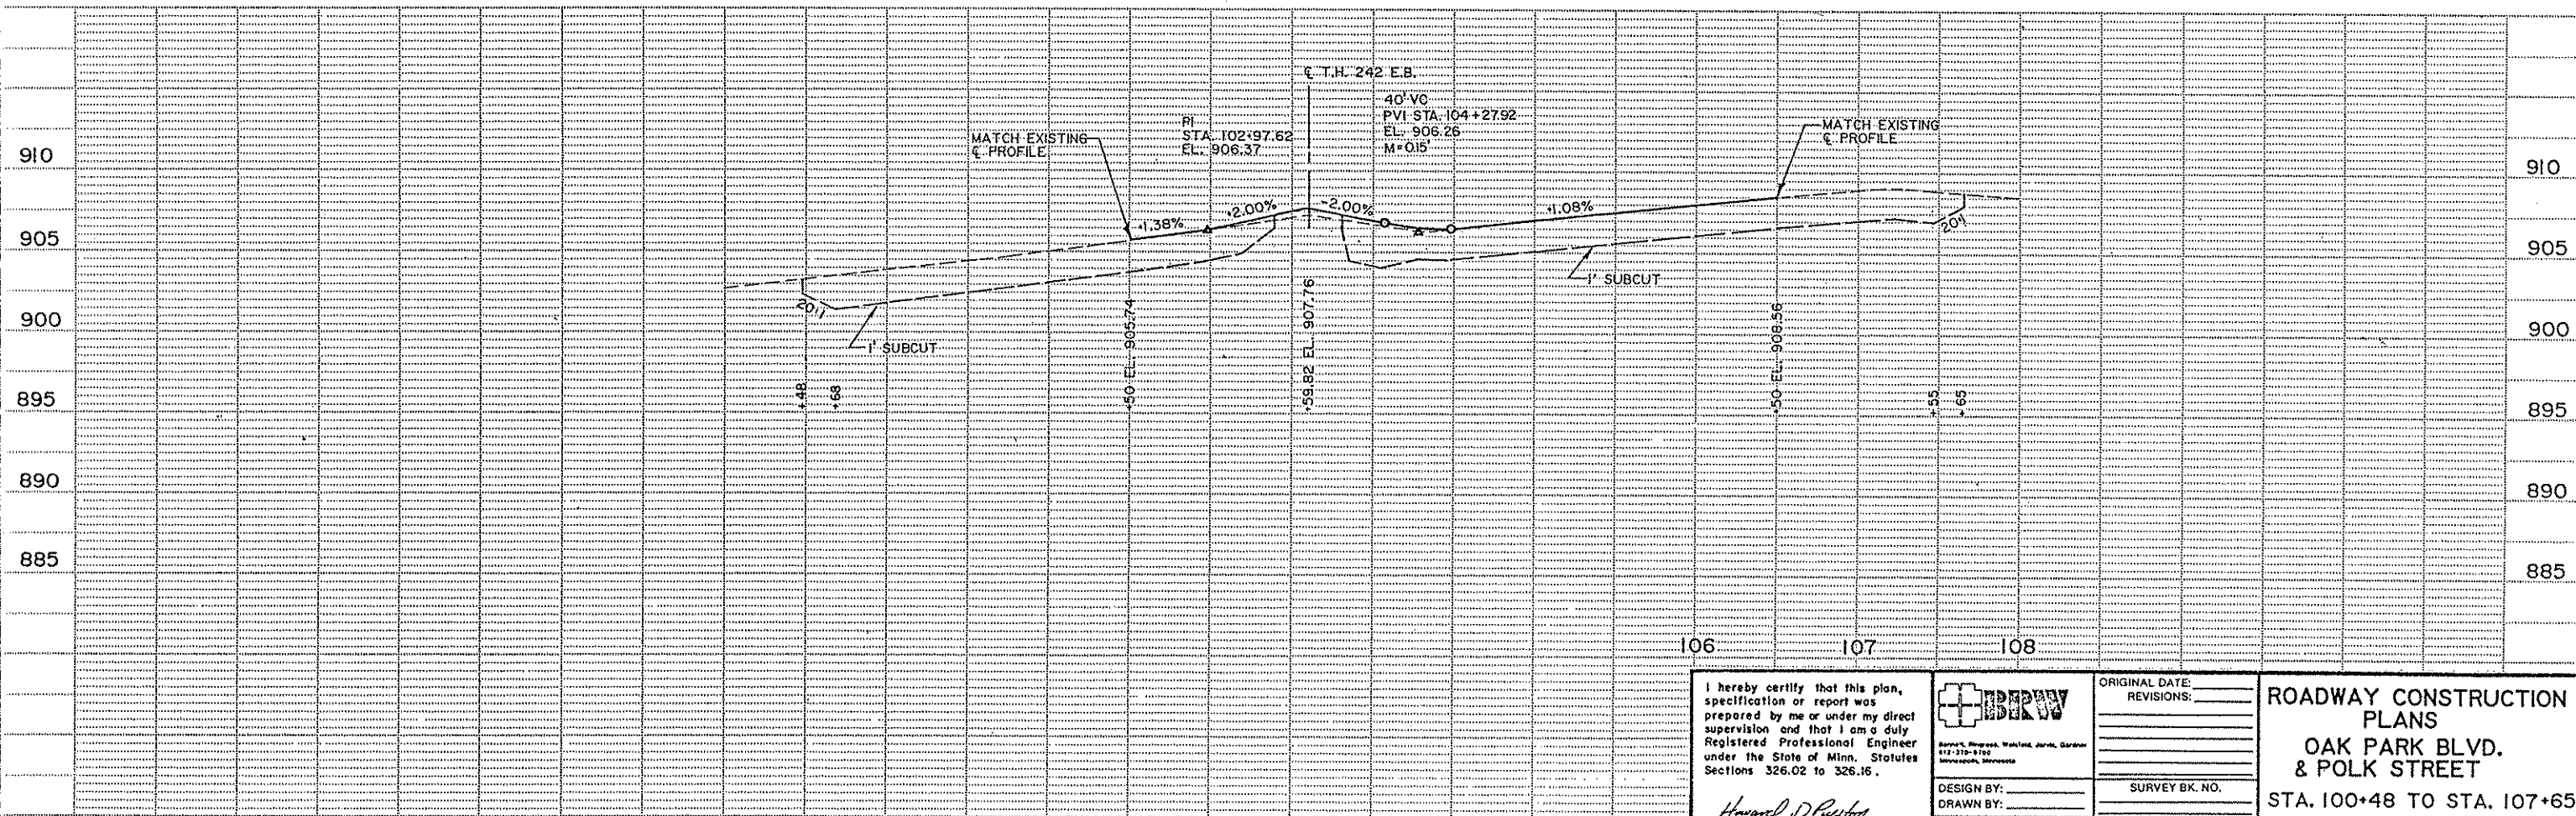 ℄ T.H. 242 E.B.
40' VC
PVI STA. 104+27.92
EL. 906.26
M=0.15'
PI
STA. 102+97.62
EL. 906.37
MATCH EXISTING
℄ PROFILE
MATCH EXISTING
℄ PROFILE
910
910
+1.38%
+2.00%
-2.00%
+1.08%
905
905
20:1
20:1
1' SUBCUT
1' SUBCUT
900
900
+48
+68
+50 EL. 905.74
+59.82 EL. 907.76
+50 EL. 908.56
+55
+65
895
895
890
890
885
885
106
107
108
I hereby certify that this plan,
specification or report was
prepared by me or under my direct
supervision and that I am a duly
Registered Professional Engineer
under the State of Minn. Statutes
Sections 326.02 to 326.16.
BRW
Minneapolis, Minnesota
DESIGN BY:
DRAWN BY:
ORIGINAL DATE:
REVISIONS:
SURVEY BK. NO.
ROADWAY CONSTRUCTION
PLANS
OAK PARK BLVD.
& POLK STREET
STA. 100+48 TO STA. 107+65